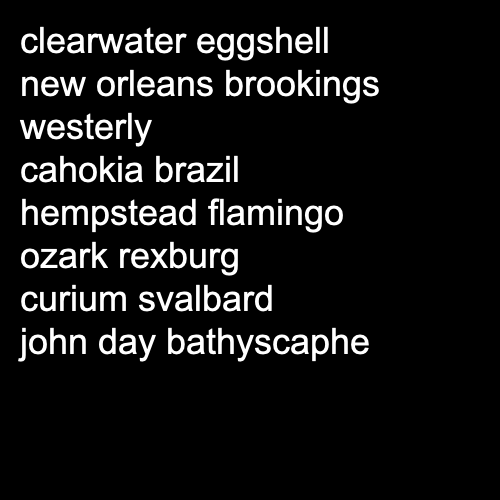 clearwater eggshell
new orleans brookings
westerly
cahokia brazil
hempstead flamingo
ozark rexburg
curium svalbard
john day bathyscaphe